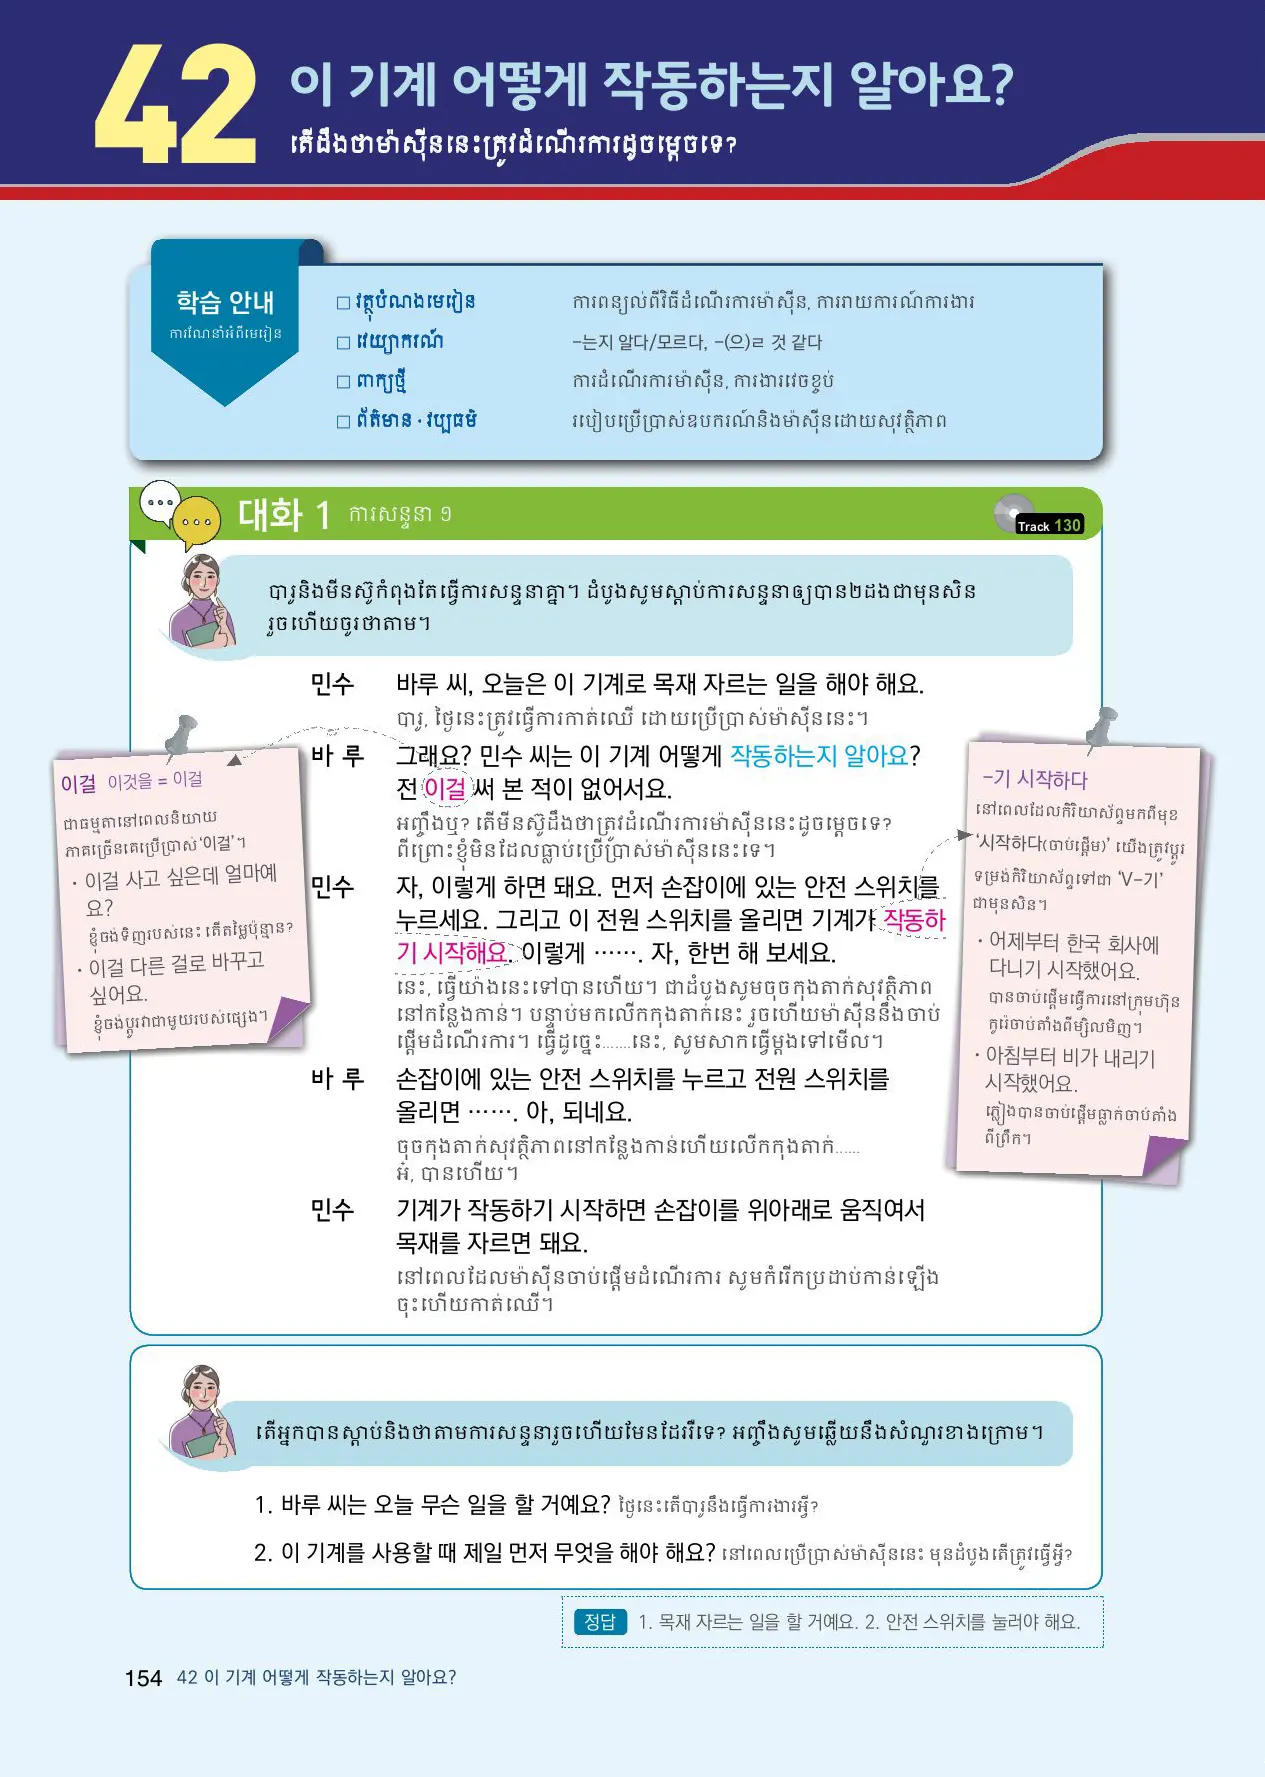 42
이 기계 어떻게 작동하는지 알아요?
តើដឹងថាម៉ាស៊ីននេះត្រូវដំណើរការដូចម្ដេចទេ?
학습 안내
ការណែនាំអំពីមេរៀន
□ វត្ថុបំណងមេរៀន ការពន្យល់ពីវិធីដំណើរការម៉ាស៊ីន, ការរាយការណ៍ការងារ
□ វេយ្យាករណ៍ -는지 알다/모르다, -(으)ㄹ 것 같다
□ ពាក្យថ្មី ការដំណើរការម៉ាស៊ីន, ការងារវេចខ្ចប់
□ ព័ត៌មាន · វប្បធម៌ របៀបប្រើប្រាស់ឧបករណ៍និងម៉ាស៊ីនដោយសុវត្ថិភាព
대화 1 ការសន្ទនា ១
Track 130
បារូនិងមីនស៊ូកំពុងតែធ្វើការសន្ទនាគ្នា។ ដំបូងសូមស្ដាប់ការសន្ទនាឲ្យបាន២ដងជាមុនសិន
រួចហើយចូរថាតាម។
민수 바루 씨, 오늘은 이 기계로 목재 자르는 일을 해야 해요.
បារូ, ថ្ងៃនេះត្រូវធ្វើការកាត់ឈើ ដោយប្រើប្រាស់ម៉ាស៊ីននេះ។
바 루 그래요? 민수 씨는 이 기계 어떻게 작동하는지 알아요?
전 이걸 써 본 적이 없어서요.
អញ្ចឹងឬ? តើមីនស៊ូដឹងថាត្រូវដំណើរការម៉ាស៊ីននេះដូចម្ដេចទេ?
ពីព្រោះខ្ញុំមិនដែលធ្លាប់ប្រើប្រាស់ម៉ាស៊ីននេះទេ។
민수 자, 이렇게 하면 돼요. 먼저 손잡이에 있는 안전 스위치를
누르세요. 그리고 이 전원 스위치를 올리면 기계가 작동하
기 시작해요. 이렇게 ……. 자, 한번 해 보세요.
នេះ, ធ្វើយ៉ាងនេះទៅបានហើយ។ ជាដំបូងសូមចុចកុងតាក់សុវត្ថិភាព
នៅកន្លែងកាន់។ បន្ទាប់មកលើកកុងតាក់នេះ រួចហើយម៉ាស៊ីននឹងចាប់
ផ្ដើមដំណើរការ។ ធ្វើដូច្នេះ.......នេះ, សូមសាកធ្វើម្ដងទៅមើល។
바 루 손잡이에 있는 안전 스위치를 누르고 전원 스위치를
올리면 ……. 아, 되네요.
ចុចកុងតាក់សុវត្ថិភាពនៅកន្លែងកាន់ហើយលើកកុងតាក់......
អ៎, បានហើយ។
민수 기계가 작동하기 시작하면 손잡이를 위아래로 움직여서
목재를 자르면 돼요.
នៅពេលដែលម៉ាស៊ីនចាប់ផ្ដើមដំណើរការ សូមកំរើកប្រដាប់កាន់ឡើង
ចុះហើយកាត់ឈើ។
이걸 이것을 = 이걸
ជាធម្មតានៅពេលនិយាយ
ភាគច្រើនគេប្រើប្រាស់‘이걸’។
· 이걸 사고 싶은데 얼마예
요?
ខ្ញុំចង់ទិញរបស់នេះ តើតម្លៃប៉ុន្មាន?
· 이걸 다른 걸로 바꾸고
싶어요.
ខ្ញុំចង់ប្ដូរវាជាមួយរបស់ផ្សេង។
-기 시작하다
នៅពេលដែលកិរិយាស័ព្ទមកពីមុខ
‘시작하다(ចាប់ផ្ដើម)’ យើងត្រូវប្ដូរ
ទម្រង់កិរិយាស័ព្ទទៅជា ‘V-기’
ជាមុនសិន។
· 어제부터 한국 회사에
다니기 시작했어요.
បានចាប់ផ្ដើមធ្វើការនៅក្រុមហ៊ុន
កូរ៉េចាប់តាំងពីម្សិលមិញ។
· 아침부터 비가 내리기
시작했어요.
ភ្លៀងបានចាប់ផ្ដើមធ្លាក់ចាប់តាំង
ពីព្រឹក។
តើអ្នកបានស្ដាប់និងថាតាមការសន្ទនារួចហើយមែនដែររឺទេ? អញ្ចឹងសូមឆ្លើយនឹងសំណួរខាងក្រោម។
1. 바루 씨는 오늘 무슨 일을 할 거예요? ថ្ងៃនេះតើបារូនឹងធ្វើការងារអ្វី?
2. 이 기계를 사용할 때 제일 먼저 무엇을 해야 해요? នៅពេលប្រើប្រាស់ម៉ាស៊ីននេះ មុនដំបូងតើត្រូវធ្វើអ្វី?
정답 1. 목재 자르는 일을 할 거예요. 2. 안전 스위치를 눌러야 해요.
154 42 이 기계 어떻게 작동하는지 알아요?